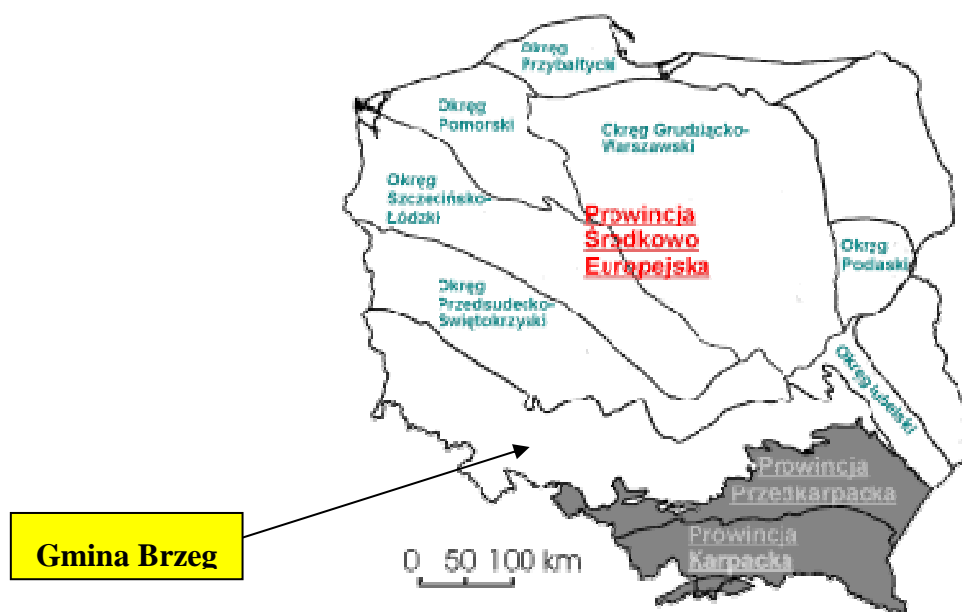 Okręg
Przybałtycki
Okręg
Pomorski
Okręg Grudziącko-
Warszawski
Okręg
Szczecińsko-
Łódzki
Prowincja
Środkowo
Europejska
Okręg
Podlaski
Okręg
Przedsudecko-
Świętokrzyski
Okręg lubelski
Prowincja
Przedkarpacka
Prowincja
Karpacka
Gmina Brzeg
0 50 100 km